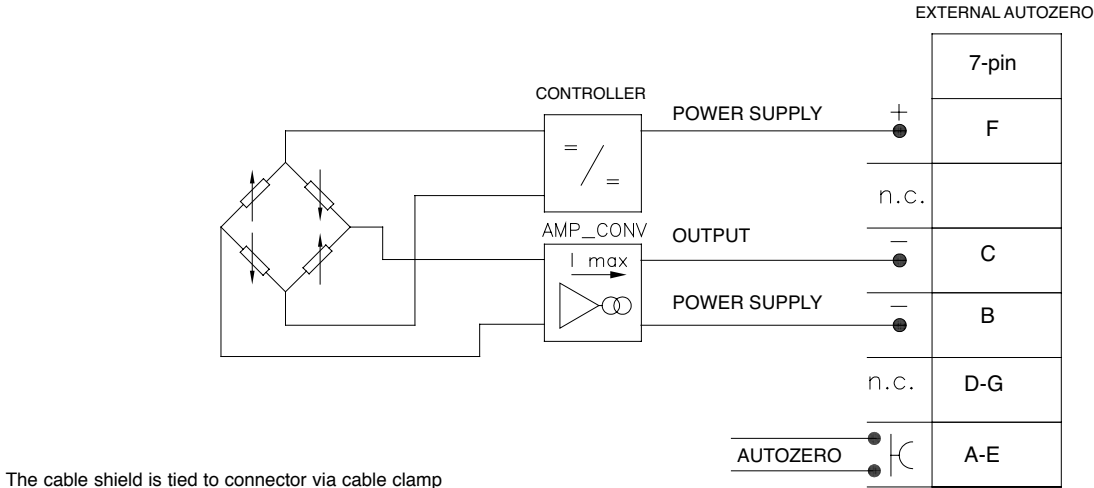 EXTERNAL AUTOZERO
7-pin
CONTROLLER
POWER SUPPLY + F
= / =
n.c.
AMP_CONV
OUTPUT - C
I max
POWER SUPPLY - B
n.c. D-G
AUTOZERO A-E
The cable shield is tied to connector via cable clamp